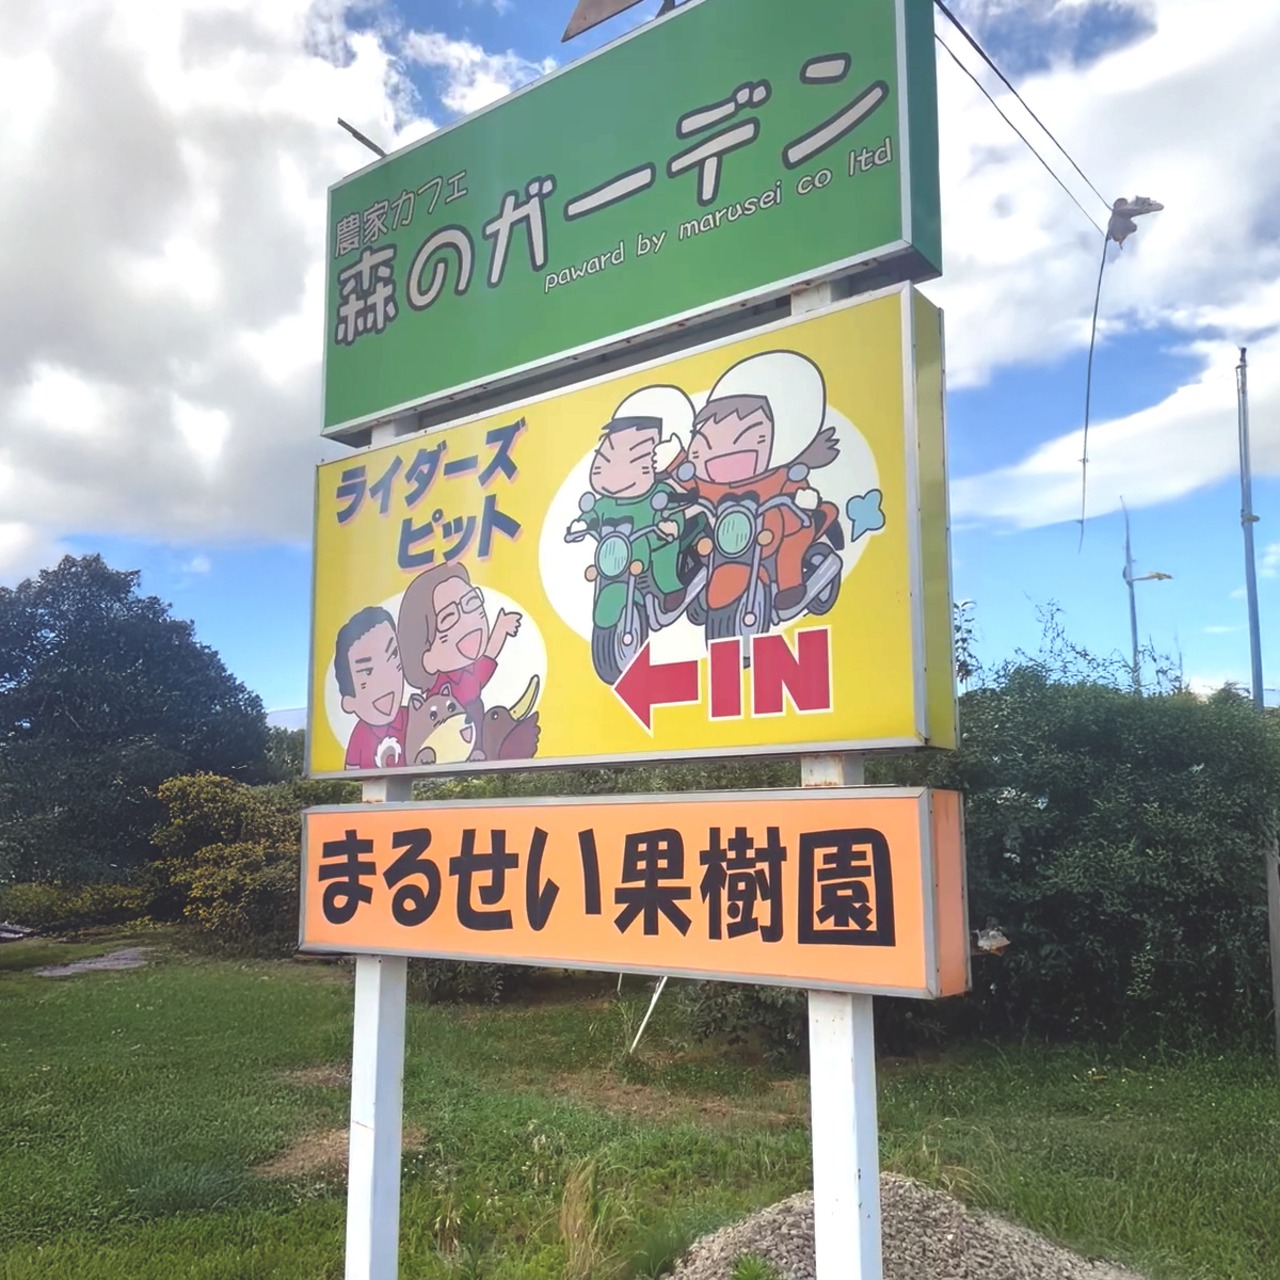 農家カフェ
森のガーデン
paward by marusei co ltd
ライダーズ
ピット
←IN
まるせい果樹園